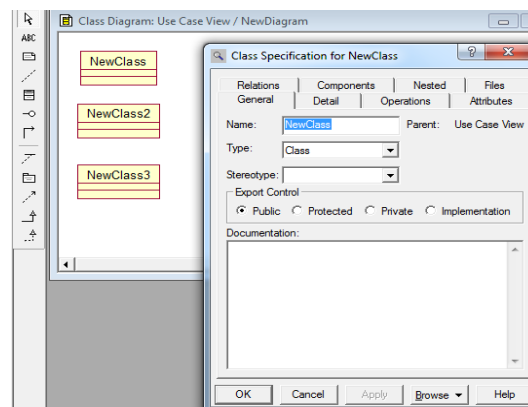 Class Diagram: Use Case View / NewDiagram
ABC
NewClass
NewClass2
NewClass3
Class Specification for NewClass
Relations Components Nested Files
General Detail Operations Attributes
Name: NewClass Parent: Use Case View
Type: Class
Stereotype:
Export Control
Public Protected Private Implementation
Documentation:
OK Cancel Apply Browse Help